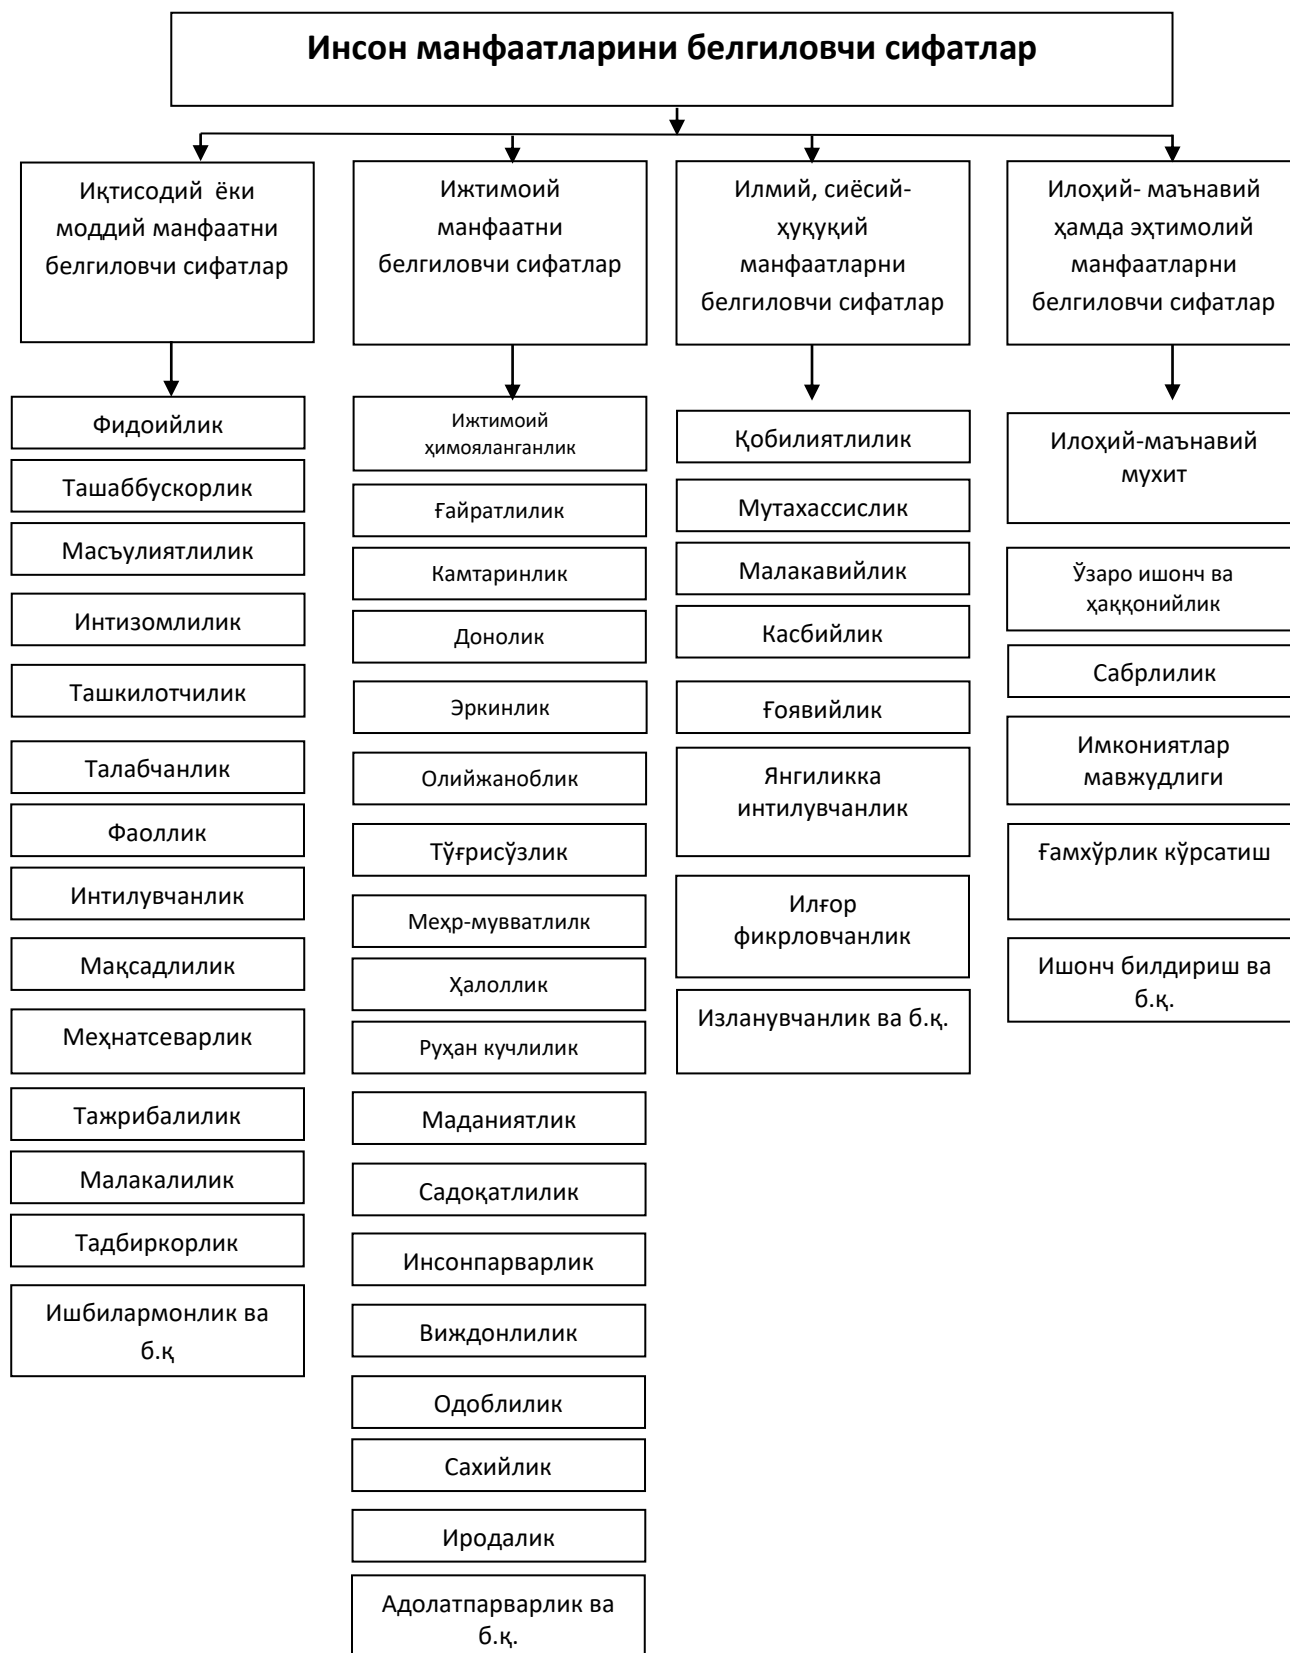 Инсон манфаатларини белгиловчи сифатлар
Иқтисодий ёки
моддий манфаатни
белгиловчи сифатлар
Фидоийлик
Ташаббускорлик
Масъулиятлилик
Интизомлилик
Ташкилотчилик
Талабчанлик
Фаоллик
Интилувчанлик
Мақсадлилик
Меҳнатсеварлик
Тажрибалилик
Малакалилик
Тадбиркорлик
Ишбилармонлик ва
б.қ
Ижтимоий
манфаатни
белгиловчи сифатлар
Ижтимоий
ҳимояланганлик
Ғайратлилик
Камтаринлик
Донолик
Эркинлик
Олийжаноблик
Тўғрисўзлик
Меҳр-мувватлилк
Ҳалоллик
Руҳан кучлилик
Маданиятлик
Садоқатлилик
Инсонпарварлик
Виждонлилик
Одоблилик
Сахийлик
Иродалик
Адолатпарварлик ва
б.қ.
Илмий, сиёсий-
ҳуқуқий
манфаатларни
белгиловчи сифатлар
Қобилиятлилик
Мутахассислик
Малакавийлик
Касбийлик
Ғоявийлик
Янгиликка
интилувчанлик
Илғор
фикрловчанлик
Изланувчанлик ва б.қ.
Илоҳий- маънавий
ҳамда эҳтимолий
манфаатларни
белгиловчи сифатлар
Илоҳий-маънавий
мухит
Ўзаро ишонч ва
ҳаққонийлик
Сабрлилик
Имкониятлар
мавжудлиги
Ғамхўрлик кўрсатиш
Ишонч билдириш ва
б.қ.